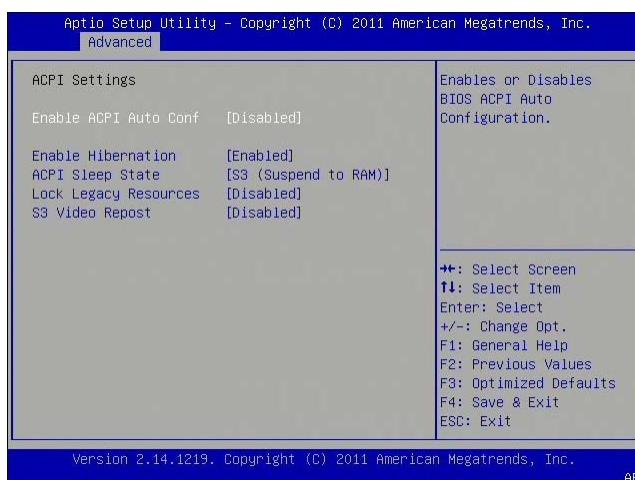 Aptio Setup Utility – Copyright (C) 2011 American Megatrends, Inc.
Advanced
ACPI Settings
Enable ACPI Auto Conf [Disabled]
Enable Hibernation [Enabled]
ACPI Sleep State [S3 (Suspend to RAM)]
Lock Legacy Resources [Disabled]
S3 Video Repost [Disabled]
Enables or Disables
BIOS ACPI Auto
Configuration.
→←: Select Screen
↑↓: Select Item
Enter: Select
+/-: Change Opt.
F1: General Help
F2: Previous Values
F3: Optimized Defaults
F4: Save & Exit
ESC: Exit
Version 2.14.1219. Copyright (C) 2011 American Megatrends, Inc.